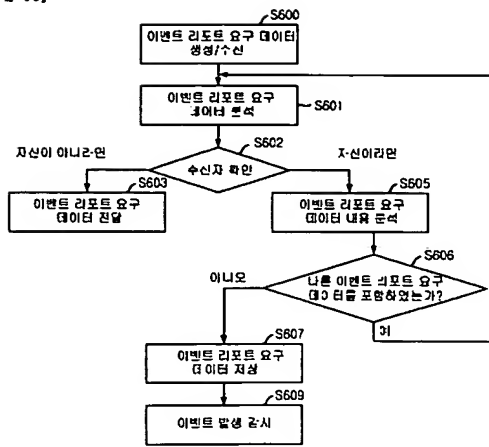 S600
이벤트 리포트 요구 데이터
생성/수신
이벤트 리포트 요구
데이터 분석
S601
S602
자신이 아니라면
수신자 확인
자신이라면
S603
이벤트 리포트 요구
데이터 전달
S605
이벤트 리포트 요구
데이터 내용 분석
S606
아니오
다른 이벤트 리포트 요구
데이터를 포함하였는가?
예
S607
이벤트 리포트 요구
데이터 저장
S609
이벤트 발생 감시